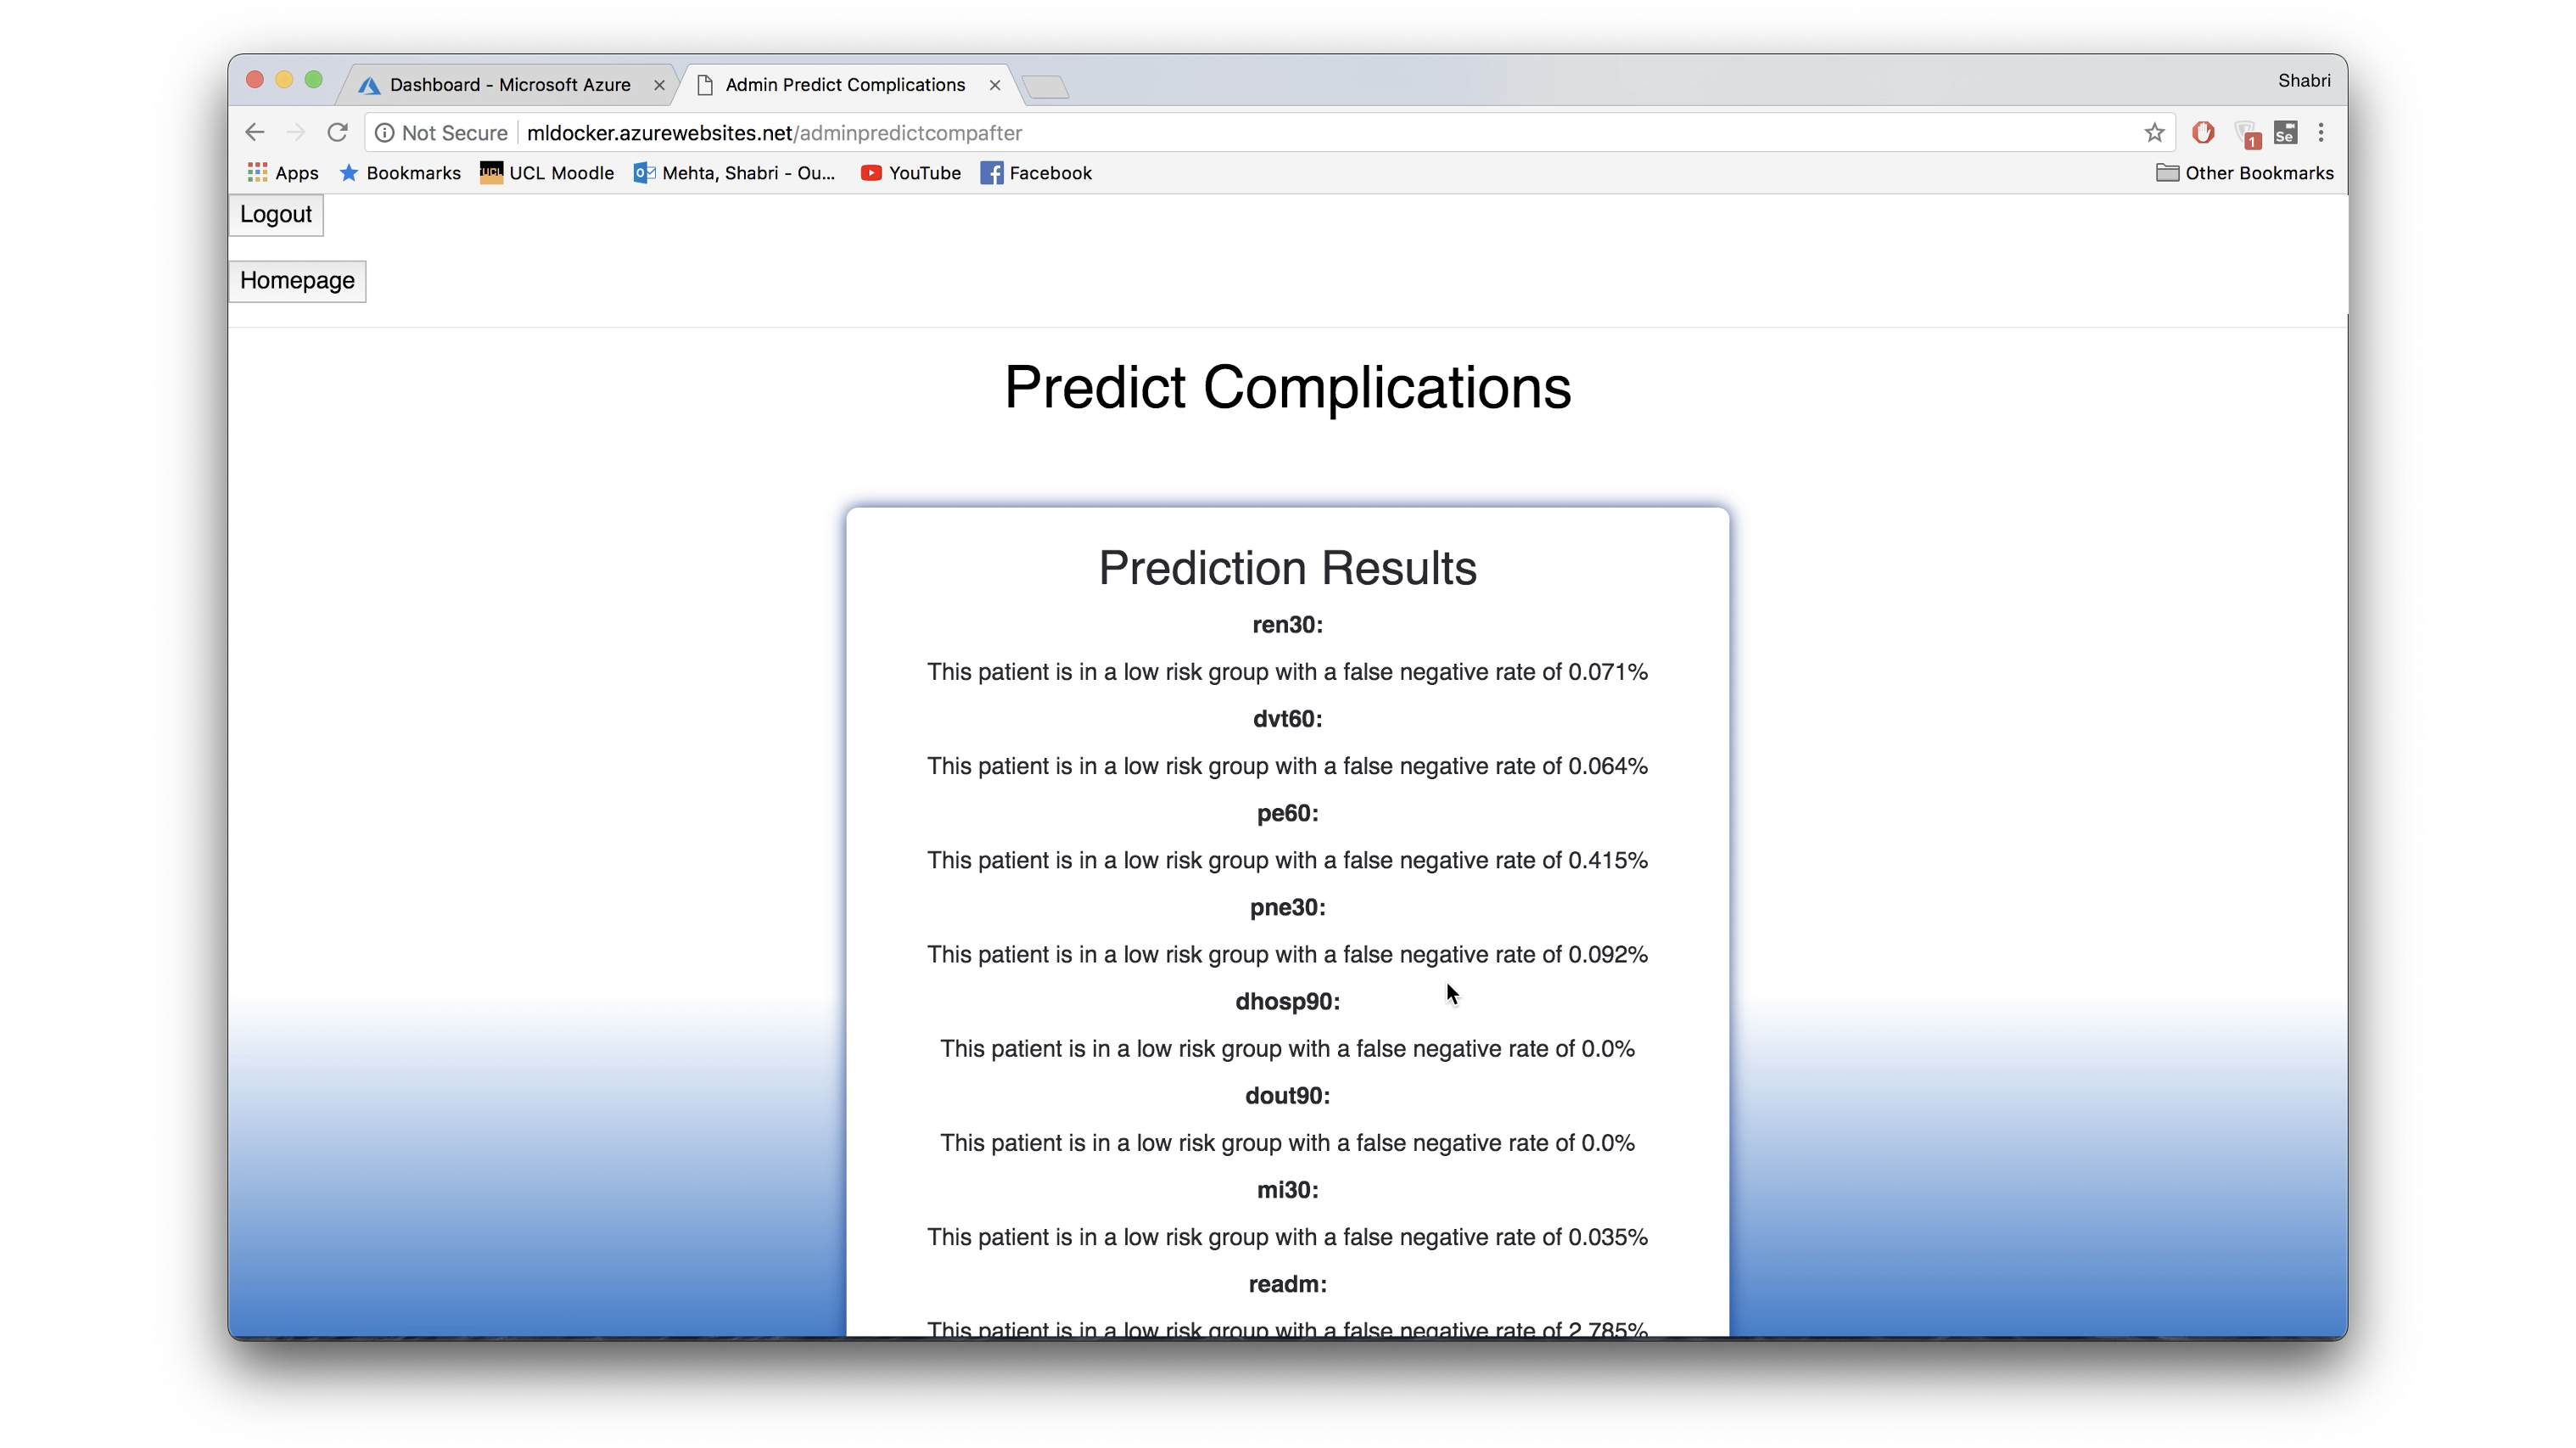 Dashboard - Microsoft Azure
Admin Predict Complications
Shabri
Not Secure
mldocker.azurewebsites.net/adminpredictcompafter
Se
1
Apps
Bookmarks
UCL
UCL Moodle
Mehta, Shabri - Ou...
YouTube
Facebook
Other Bookmarks
Logout
Homepage
Predict Complications
Prediction Results
ren30:
This patient is in a low risk group with a false negative rate of 0.071%
dvt60:
This patient is in a low risk group with a false negative rate of 0.064%
pe60:
This patient is in a low risk group with a false negative rate of 0.415%
pne30:
This patient is in a low risk group with a false negative rate of 0.092%
dhosp90:
This patient is in a low risk group with a false negative rate of 0.0%
dout90:
This patient is in a low risk group with a false negative rate of 0.0%
mi30:
This patient is in a low risk group with a false negative rate of 0.035%
readm:
This patient is in a low risk group with a false negative rate of 2.785%